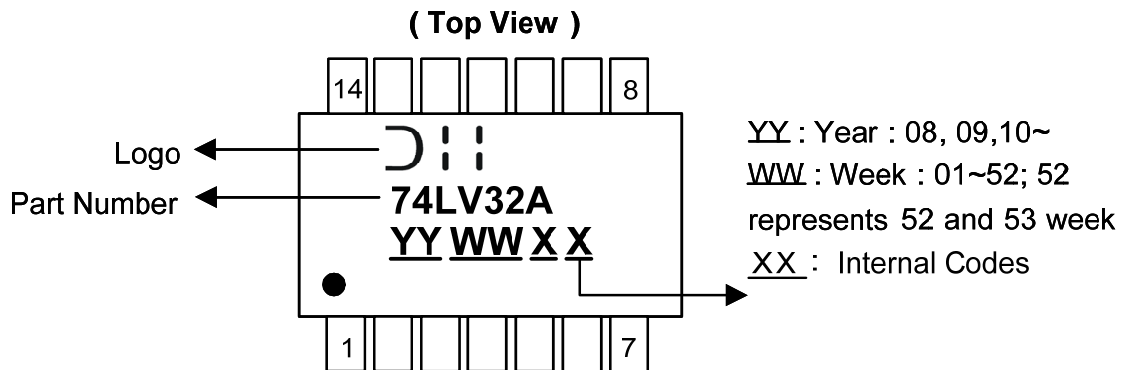 ( Top View )
14 8
Logo
Part Number
74LV32A
YY WW X X
1 7
YY : Year : 08, 09,10~
WW : Week : 01~52; 52
represents 52 and 53 week
XX : Internal Codes